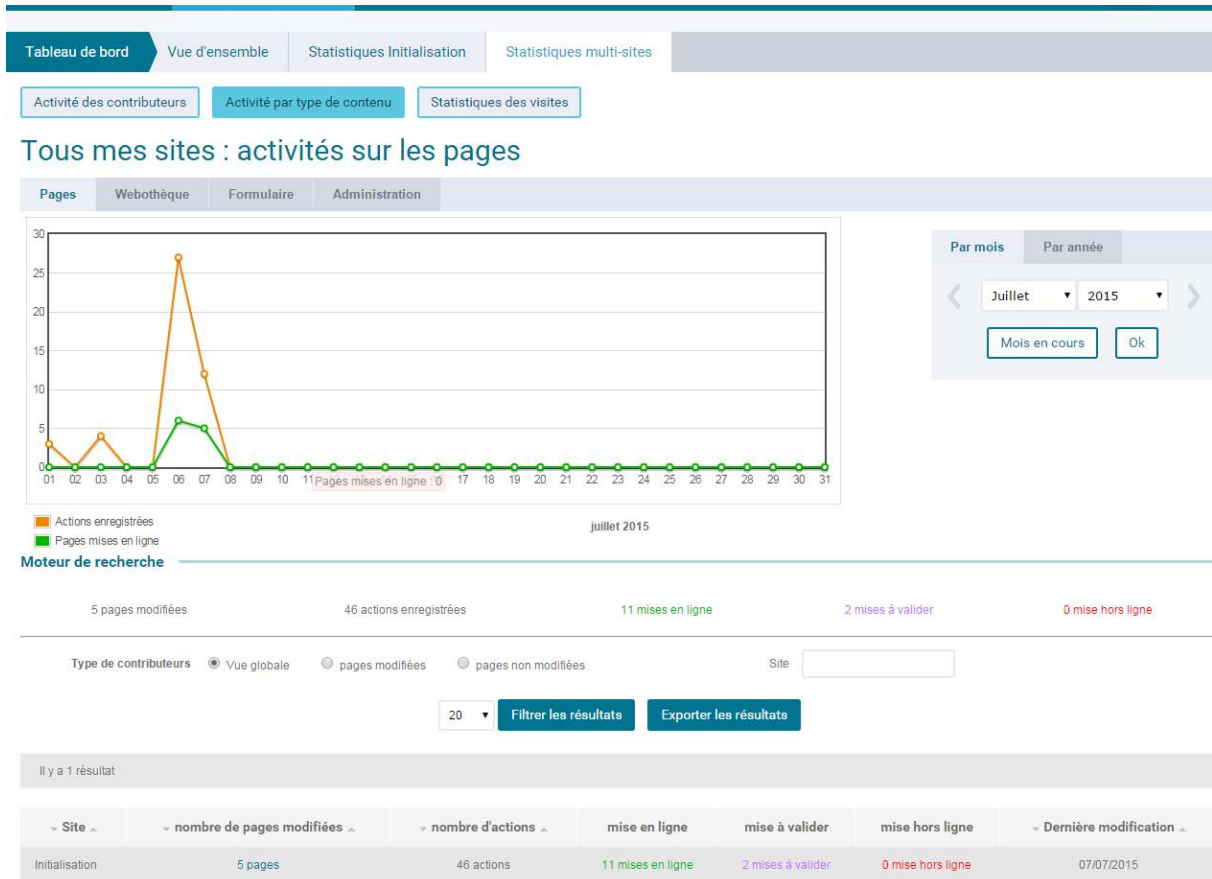 Tableau de bord Vue d'ensemble Statistiques Initialisation Statistiques multi-sites
Activité des contributeurs Activité par type de contenu Statistiques des visites
Tous mes sites : activités sur les pages
Pages Webothèque Formulaire Administration
Par mois Par année
Juillet 2015
Mois en cours Ok
30
25
20
15
10
5
0
01 02 03 04 05 06 07 08 09 10 11 Pages mises en ligne : 0 17 18 19 20 21 22 23 24 25 26 27 28 29 30 31
Actions enregistrées
juillet 2015
Pages mises en ligne
Moteur de recherche
5 pages modifiées 46 actions enregistrées 11 mises en ligne 2 mises à valider 0 mise hors ligne
Type de contributeurs Vue globale pages modifiées pages non modifiées Site
20 Filtrer les résultats Exporter les résultats
Il y a 1 résultat
Site nombre de pages modifiées nombre d'actions mise en ligne mise à valider mise hors ligne Dernière modification
Initialisation 5 pages 46 actions 11 mises en ligne 2 mises à valider 0 mise hors ligne 07/07/2015